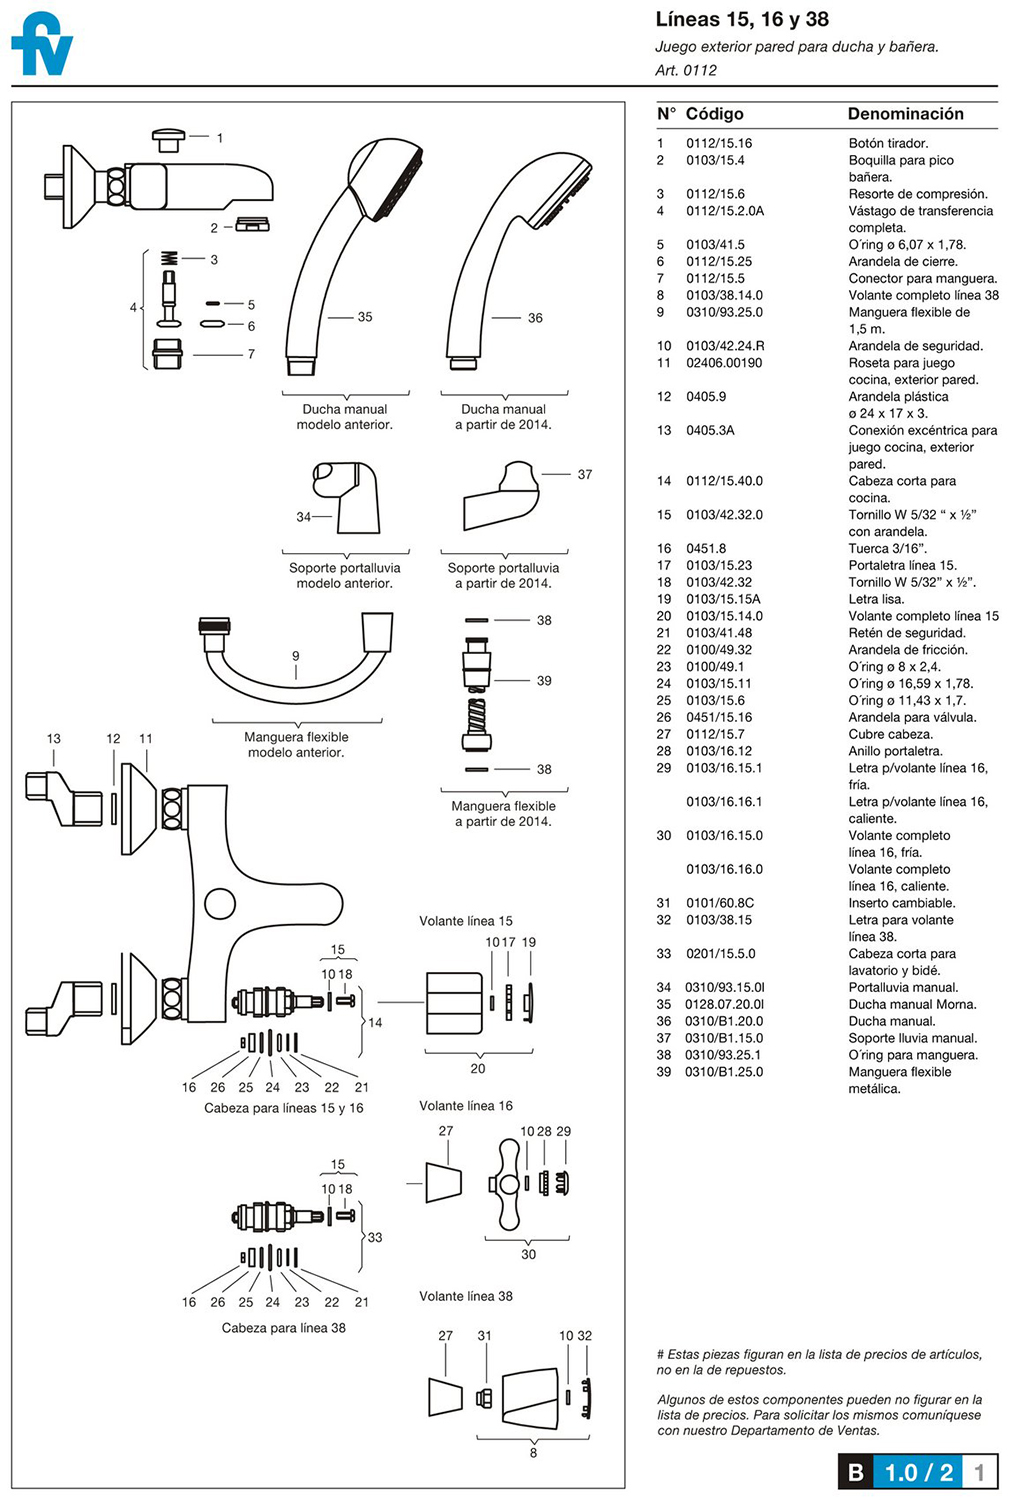 fv
Líneas 15, 16 y 38
Juego exterior pared para ducha y bañera.
Art. 0112
1
2
3
4
5
6
7
35
36
Ducha manual
modelo anterior.
Ducha manual
a partir de 2014.
34
37
Soporte portalluvia
modelo anterior.
Soporte portalluvia
a partir de 2014.
9
38
39
38
Manguera flexible
modelo anterior.
Manguera flexible
a partir de 2014.
13 12 11
15
10 18
14
16 26 25 24 23 22 21
Cabeza para líneas 15 y 16
Volante línea 15
10 17 19
20
Volante línea 16
27 10 28 29
30
15
10 18
33
16 26 25 24 23 22 21
Cabeza para línea 38
Volante línea 38
27 31 10 32
8
N° Código Denominación
1 0112/15.16 Botón tirador.
2 0103/15.4 Boquilla para pico
bañera.
3 0112/15.6 Resorte de compresión.
4 0112/15.2.0A Vástago de transferencia
completa.
5 0103/41.5 O´ring ø 6,07 x 1,78.
6 0112/15.25 Arandela de cierre.
7 0112/15.5 Conector para manguera.
8 0103/38.14.0 Volante completo línea 38
9 0310/93.25.0 Manguera flexible de
1,5 m.
10 0103/42.24.R Arandela de seguridad.
11 02406.00190 Roseta para juego
cocina, exterior pared.
12 0405.9 Arandela plástica
ø 24 x 17 x 3.
13 0405.3A Conexión excéntrica para
juego cocina, exterior
pared.
14 0112/15.40.0 Cabeza corta para
cocina.
15 0103/42.32.0 Tornillo W 5/32 “ x ½”
con arandela.
16 0451.8 Tuerca 3/16”.
17 0103/15.23 Portaletra línea 15.
18 0103/42.32 Tornillo W 5/32” x ½”.
19 0103/15.15A Letra lisa.
20 0103/15.14.0 Volante completo línea 15
21 0103/41.48 Retén de seguridad.
22 0100/49.32 Arandela de fricción.
23 0100/49.1 O´ring ø 8 x 2,4.
24 0103/15.11 O´ring ø 16,59 x 1,78.
25 0103/15.6 O´ring ø 11,43 x 1,7.
26 0451/15.16 Arandela para válvula.
27 0112/15.7 Cubre cabeza.
28 0103/16.12 Anillo portaletra.
29 0103/16.15.1 Letra p/volante línea 16,
fría.
0103/16.16.1 Letra p/volante línea 16,
caliente.
30 0103/16.15.0 Volante completo
línea 16, fría.
0103/16.16.0 Volante completo
línea 16, caliente.
31 0101/60.8C Inserto cambiable.
32 0103/38.15 Letra para volante
línea 38.
33 0201/15.5.0 Cabeza corta para
lavatorio y bidé.
34 0310/93.15.0I Portalluvia manual.
35 0128.07.20.0I Ducha manual Morna.
36 0310/B1.20.0 Ducha manual.
37 0310/B1.15.0 Soporte lluvia manual.
38 0310/93.25.1 O´ring para manguera.
39 0310/B1.25.0 Manguera flexible
metálica.
# Estas piezas figuran en la lista de precios de artículos,
no en la de repuestos.
Algunos de estos componentes pueden no figurar en la
lista de precios. Para solicitar los mismos comuníquese
con nuestro Departamento de Ventas.
B 1.0 / 2 1